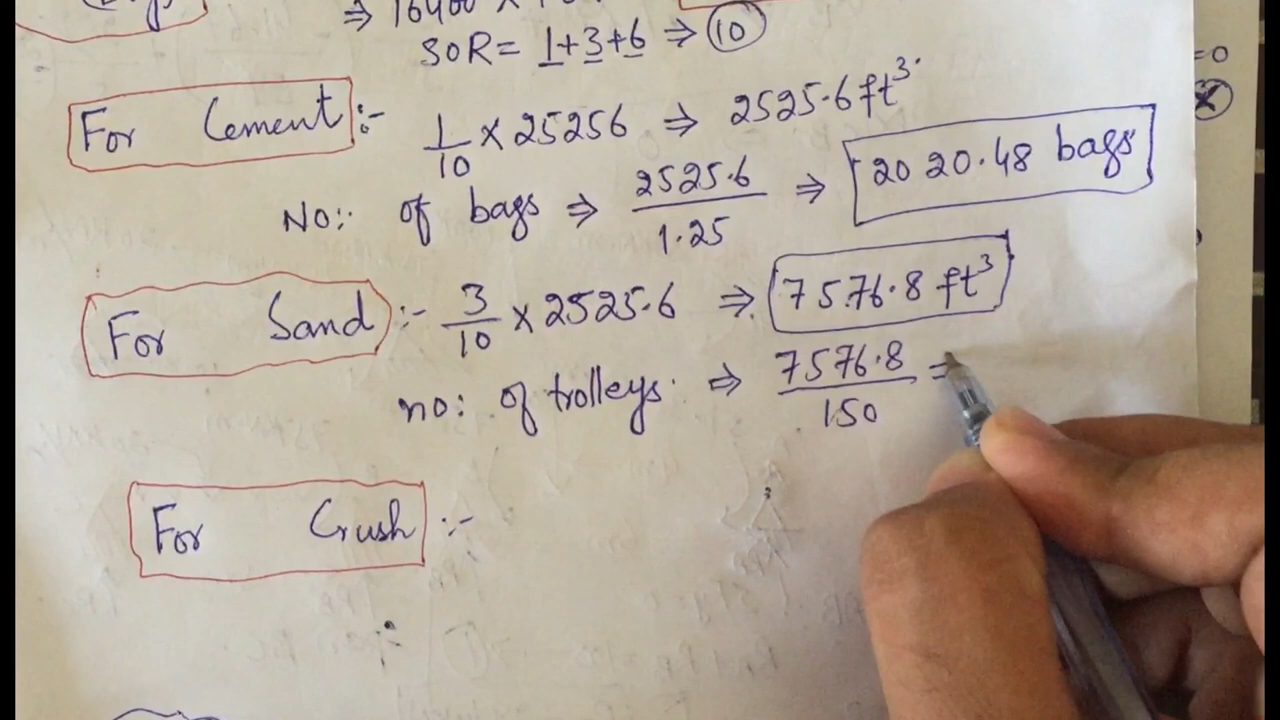 ⇒ 16400 ×
SOR = 1+3+6 ⇒ 10
=0
For Cement :-
1/10 × 25256 ⇒ 2525.6 ft³.
No:- of bags ⇒ 2525.6/1.25 ⇒ 2020.48 bags
For Sand :- 3/10 × 2525.6 ⇒ 7576.8 ft³
no: of trolleys ⇒ 7576.8/150 =
For Crush :-